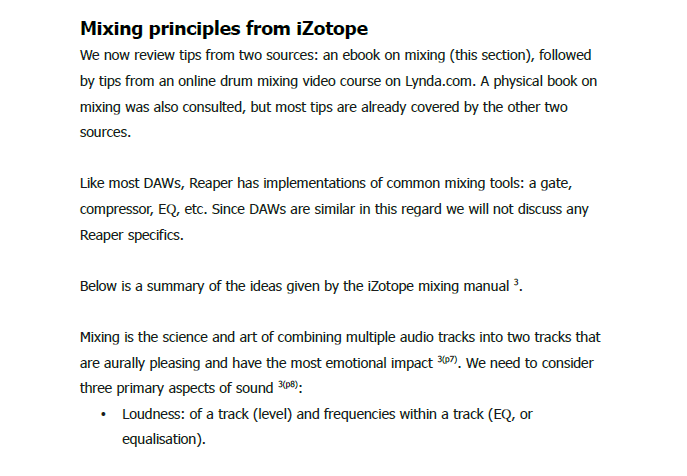 Mixing principles from iZotope
We now review tips from two sources: an ebook on mixing (this section), followed
by tips from an online drum mixing video course on Lynda.com. A physical book on
mixing was also consulted, but most tips are already covered by the other two
sources.
Like most DAWs, Reaper has implementations of common mixing tools: a gate,
compressor, EQ, etc. Since DAWs are similar in this regard we will not discuss any
Reaper specifics.
Below is a summary of the ideas given by the iZotope mixing manual 3.
Mixing is the science and art of combining multiple audio tracks into two tracks that
are aurally pleasing and have the most emotional impact 3(p7). We need to consider
three primary aspects of sound 3(p8):
• Loudness: of a track (level) and frequencies within a track (EQ, or
equalisation).